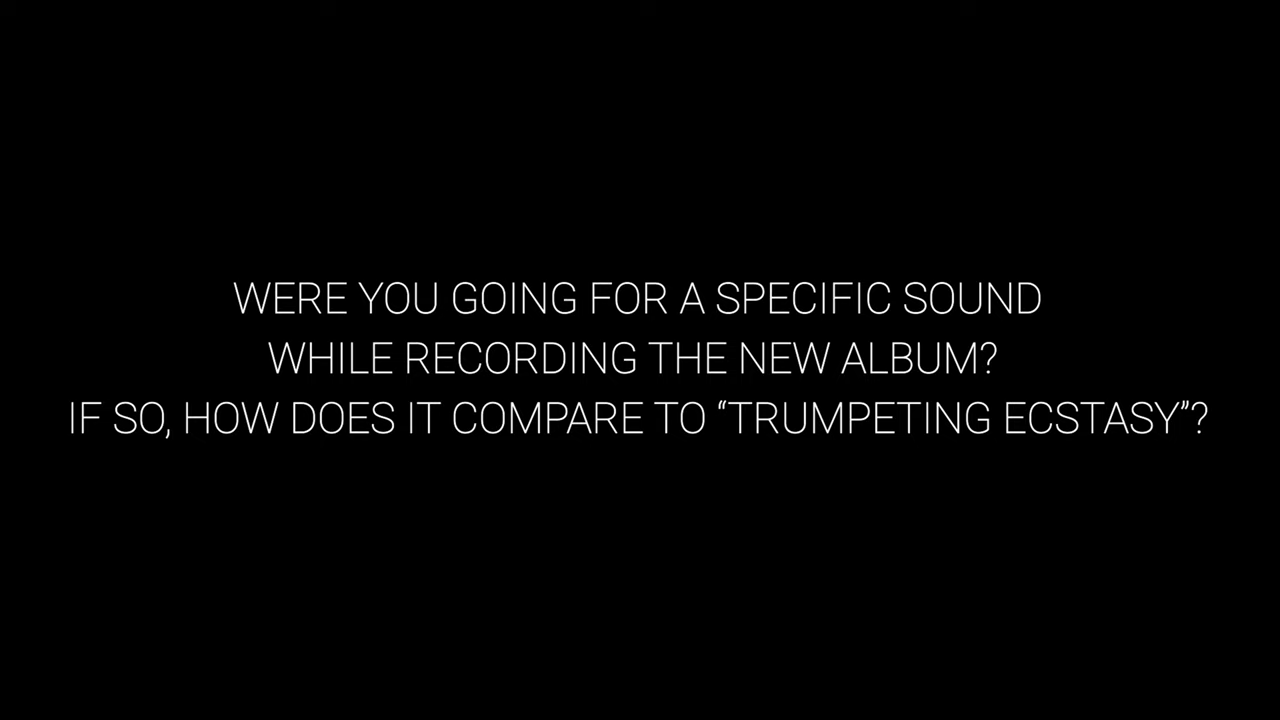 WERE YOU GOING FOR A SPECIFIC SOUND
WHILE RECORDING THE NEW ALBUM?
IF SO, HOW DOES IT COMPARE TO “TRUMPETING ECSTASY”?